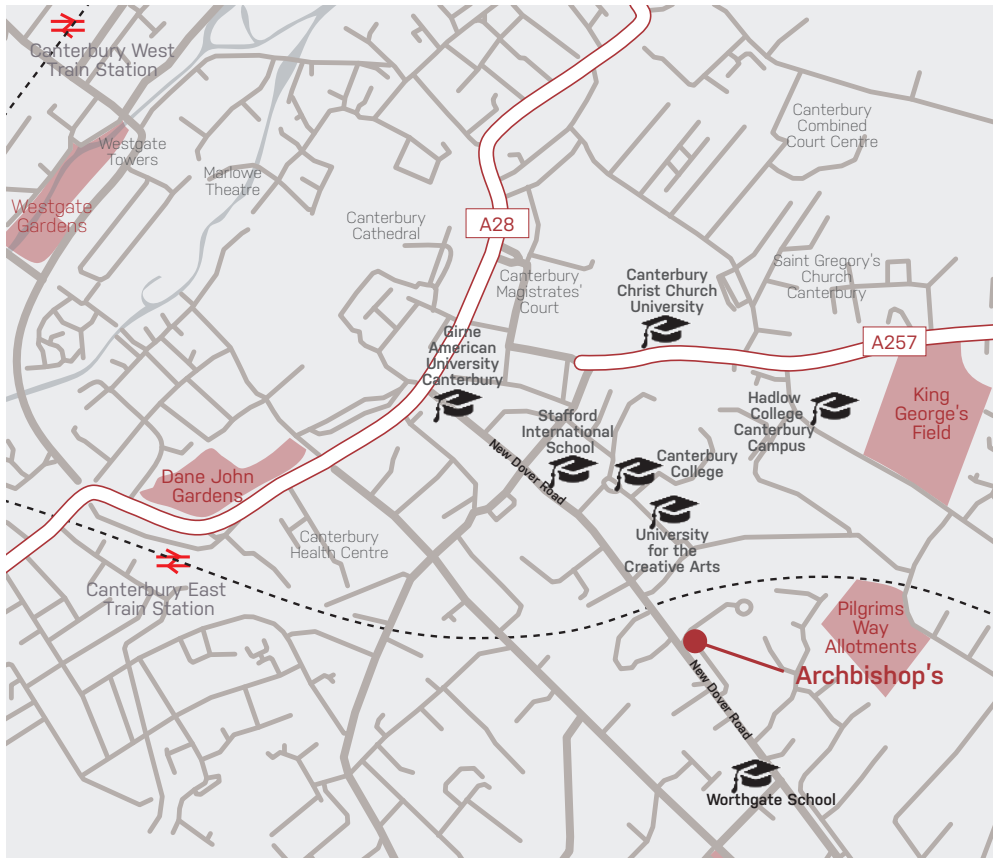 Canterbury West
Train Station
Westgate
Towers
Westgate
Gardens
Marlowe
Theatre
Canterbury
Cathedral
A28
Canterbury
Magistrates'
Court
Canterbury
Combined
Court Centre
Saint Gregory's
Church
Canterbury
Canterbury
Christ Church
University
A257
Girne
American
University
Canterbury
Stafford
International
School
New Dover Road
Canterbury
College
Hadlow
College
Canterbury
Campus
King
George's
Field
Dane John
Gardens
Canterbury
Health Centre
University
for the
Creative Arts
Canterbury East
Train Station
Pilgrims
Way
Allotments
Archbishop's
New Dover Road
Worthgate School